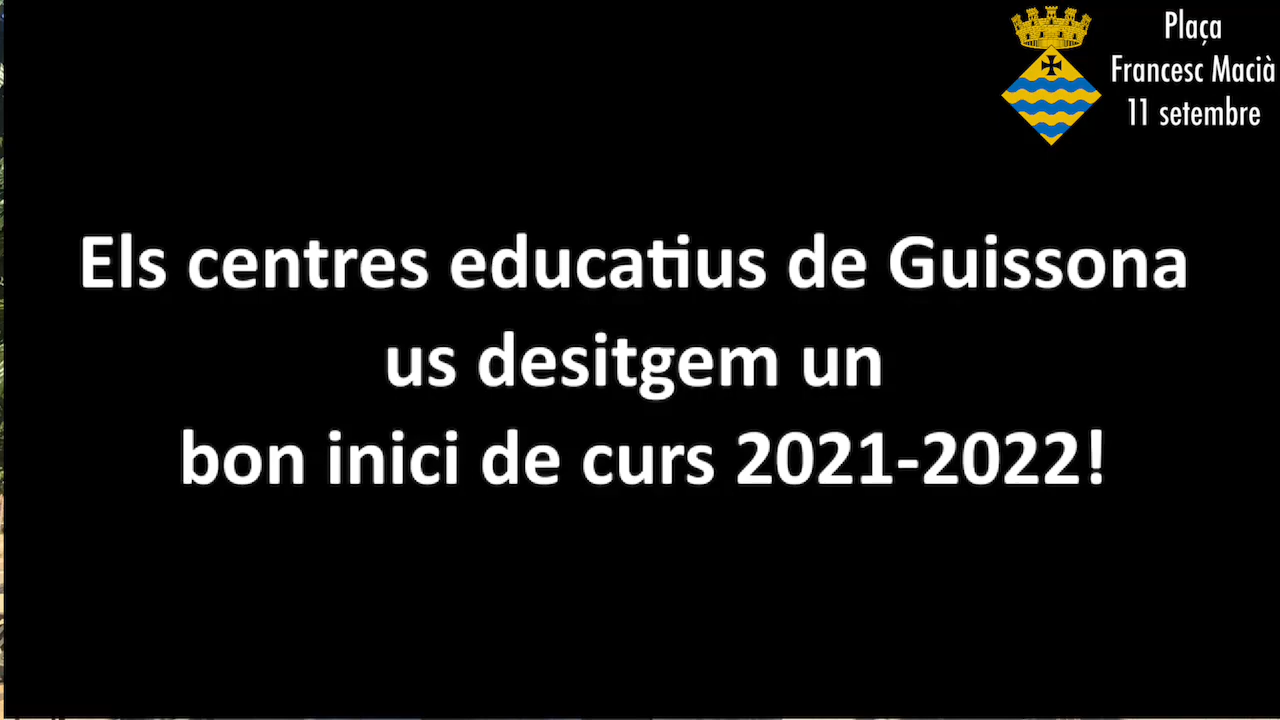 Plaça
Francesc Macià
11 setembre
Els centres educatius de Guissona
us desitgem un
bon inici de curs 2021-2022!